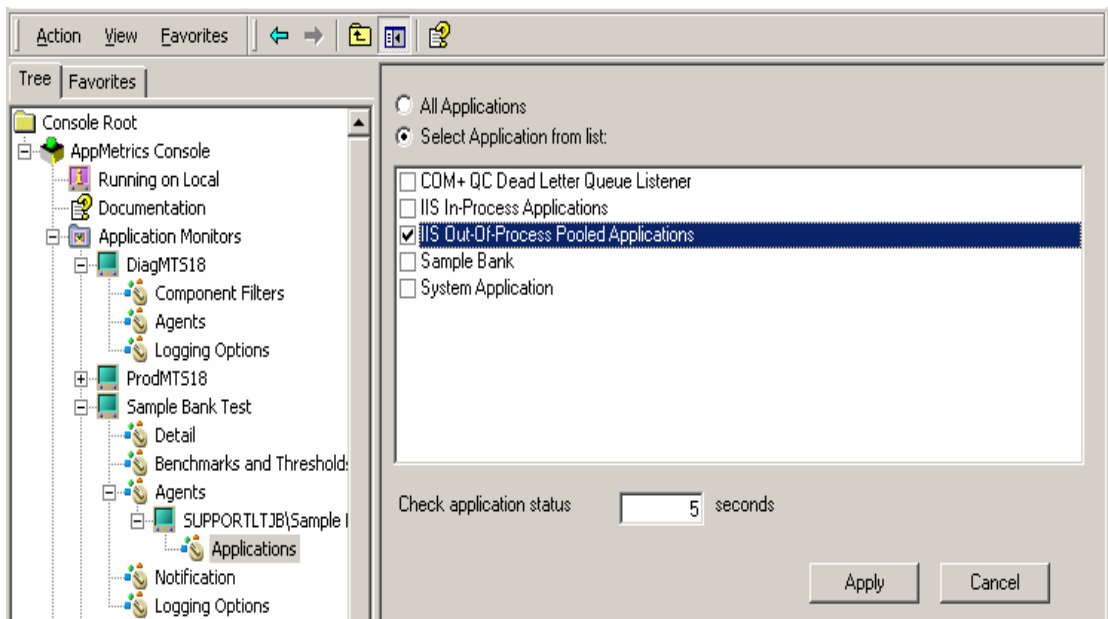 Action View Favorites
Tree Favorites
Console Root
AppMetrics Console
Running on Local
Documentation
Application Monitors
DiagMTS18
Component Filters
Agents
Logging Options
ProdMTS18
Sample Bank Test
Detail
Benchmarks and Threshold
Agents
SUPPORTLTJB\Sample
Applications
Notification
Logging Options
All Applications
Select Application from list:
COM+ QC Dead Letter Queue Listener
IIS In-Process Applications
IIS Out-Of-Process Pooled Applications
Sample Bank
System Application
Check application status 5 seconds
Apply Cancel